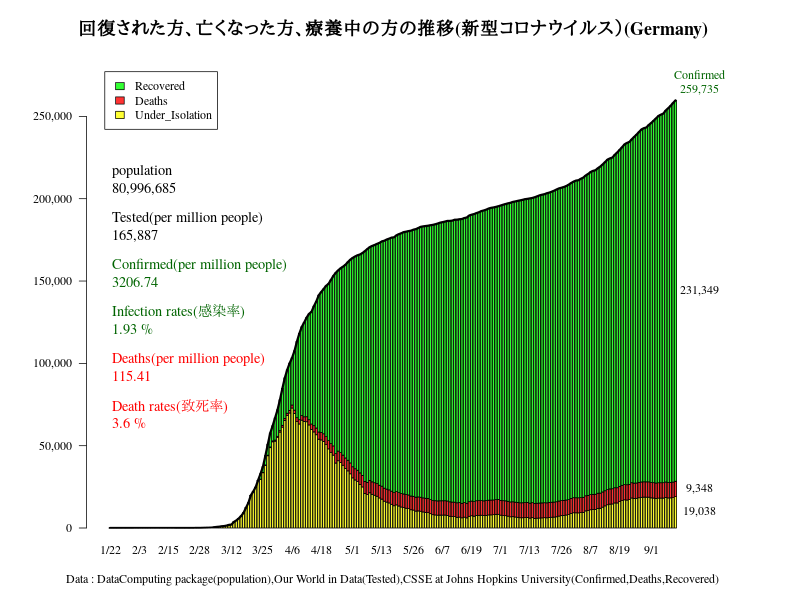 回復された方、亡くなった方、療養中の方の推移(新型コロナウイルス）(Germany)
Confirmed
259,735
Recovered
Deaths
Under_Isolation
250,000
200,000
150,000
100,000
50,000
0
population
80,996,685
Tested(per million people)
165,887
Confirmed(per million people)
3206.74
Infection rates(感染率)
1.93 %
Deaths(per million people)
115.41
Death rates(致死率)
3.6 %
231,349
9,348
19,038
1/22 2/3 2/15 2/28 3/12 3/25 4/6 4/18 5/1 5/13 5/26 6/7 6/19 7/1 7/13 7/26 8/7 8/19 9/1
Data : DataComputing package(population),Our World in Data(Tested),CSSE at Johns Hopkins University(Confirmed,Deaths,Recovered)